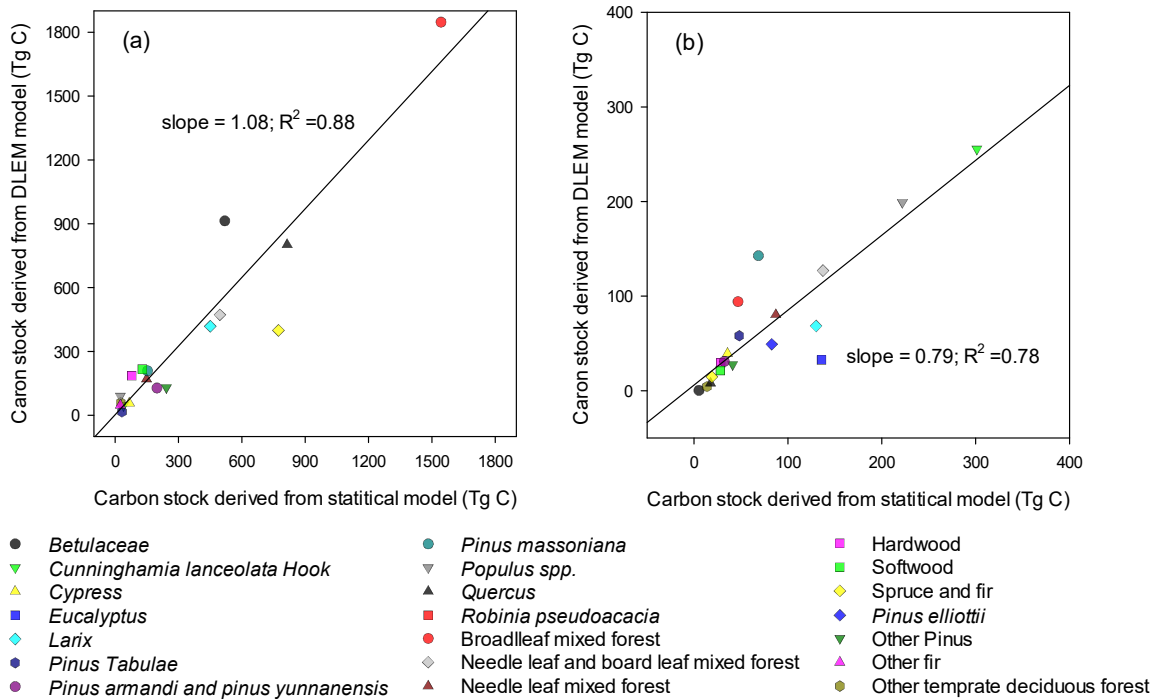 (a)
slope = 1.08; R² =0.88
Caron stock derived from DLEM model (Tg C)
1800
1500
1200
900
600
300
0
0 300 600 900 1200 1500 1800
Carbon stock derived from statitical model (Tg C)
(b)
slope = 0.79; R² =0.78
Caron stock derived from DLEM model (Tg C)
400
300
200
100
0
0 100 200 300 400
Carbon stock derived from statitical model (Tg C)
Betulaceae
Cunninghamia lanceolata Hook
Cypress
Eucalyptus
Larix
Pinus Tabulae
Pinus armandi and pinus yunnanensis
Pinus massoniana
Populus spp.
Quercus
Robinia pseudoacacia
Broadlleaf mixed forest
Needle leaf and board leaf mixed forest
Needle leaf mixed forest
Hardwood
Softwood
Spruce and fir
Pinus elliottii
Other Pinus
Other fir
Other temprate deciduous forest